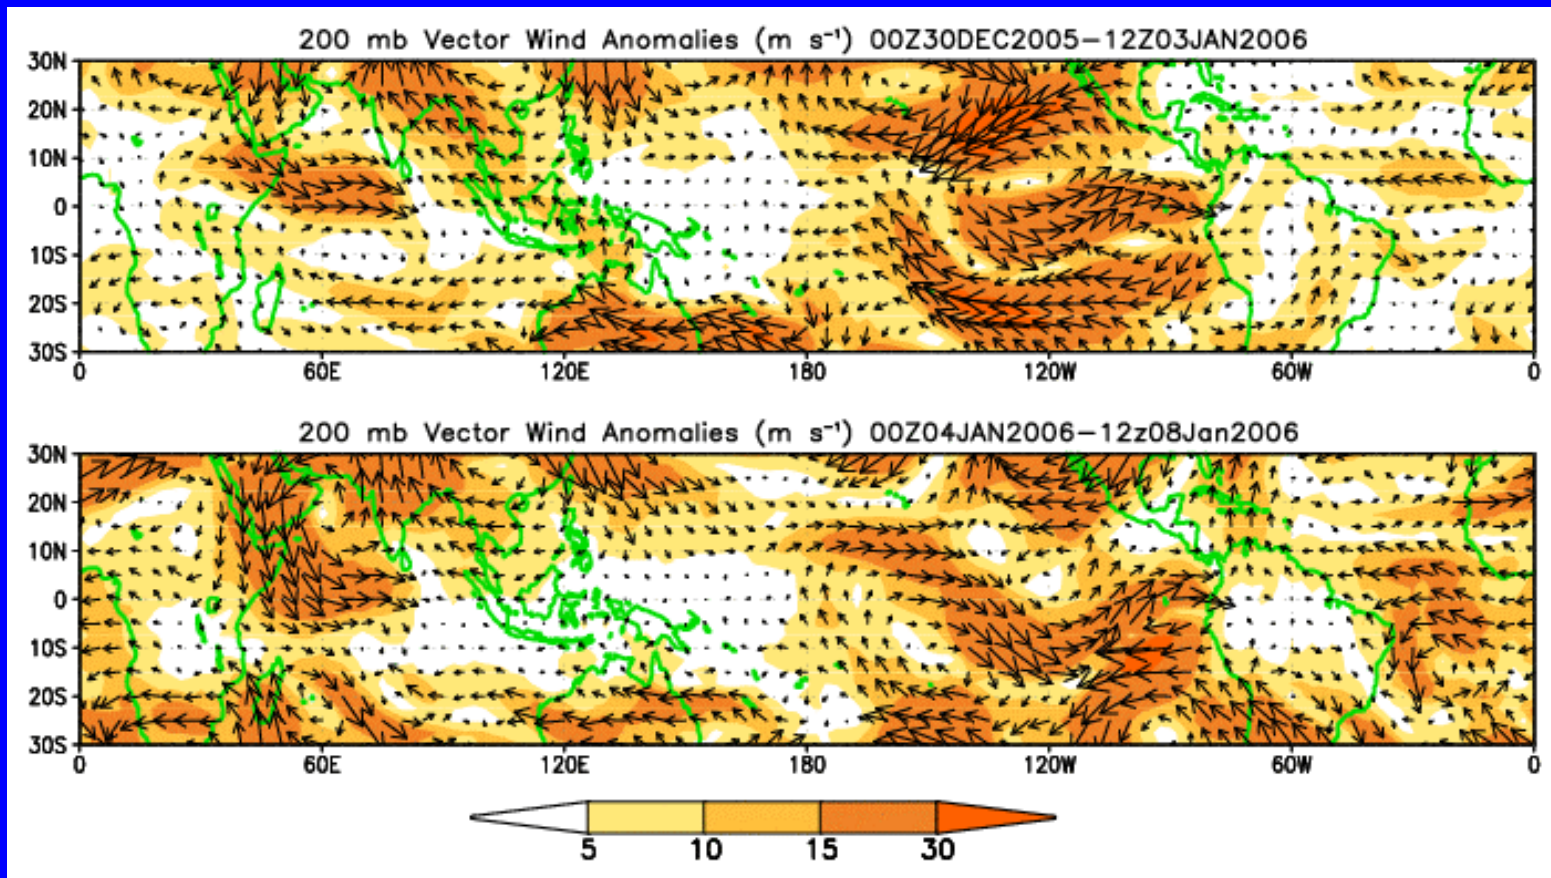 200 mb Vector Wind Anomalies (m s⁻¹) 00Z30DEC2005-12Z03JAN2006
30N
20N
10N
0
10S
20S
30S
0 60E 120E 180 120W 60W 0
200 mb Vector Wind Anomalies (m s⁻¹) 00Z04JAN2006-12z08Jan2006
30N
20N
10N
0
10S
20S
30S
0 60E 120E 180 120W 60W 0
5 10 15 30